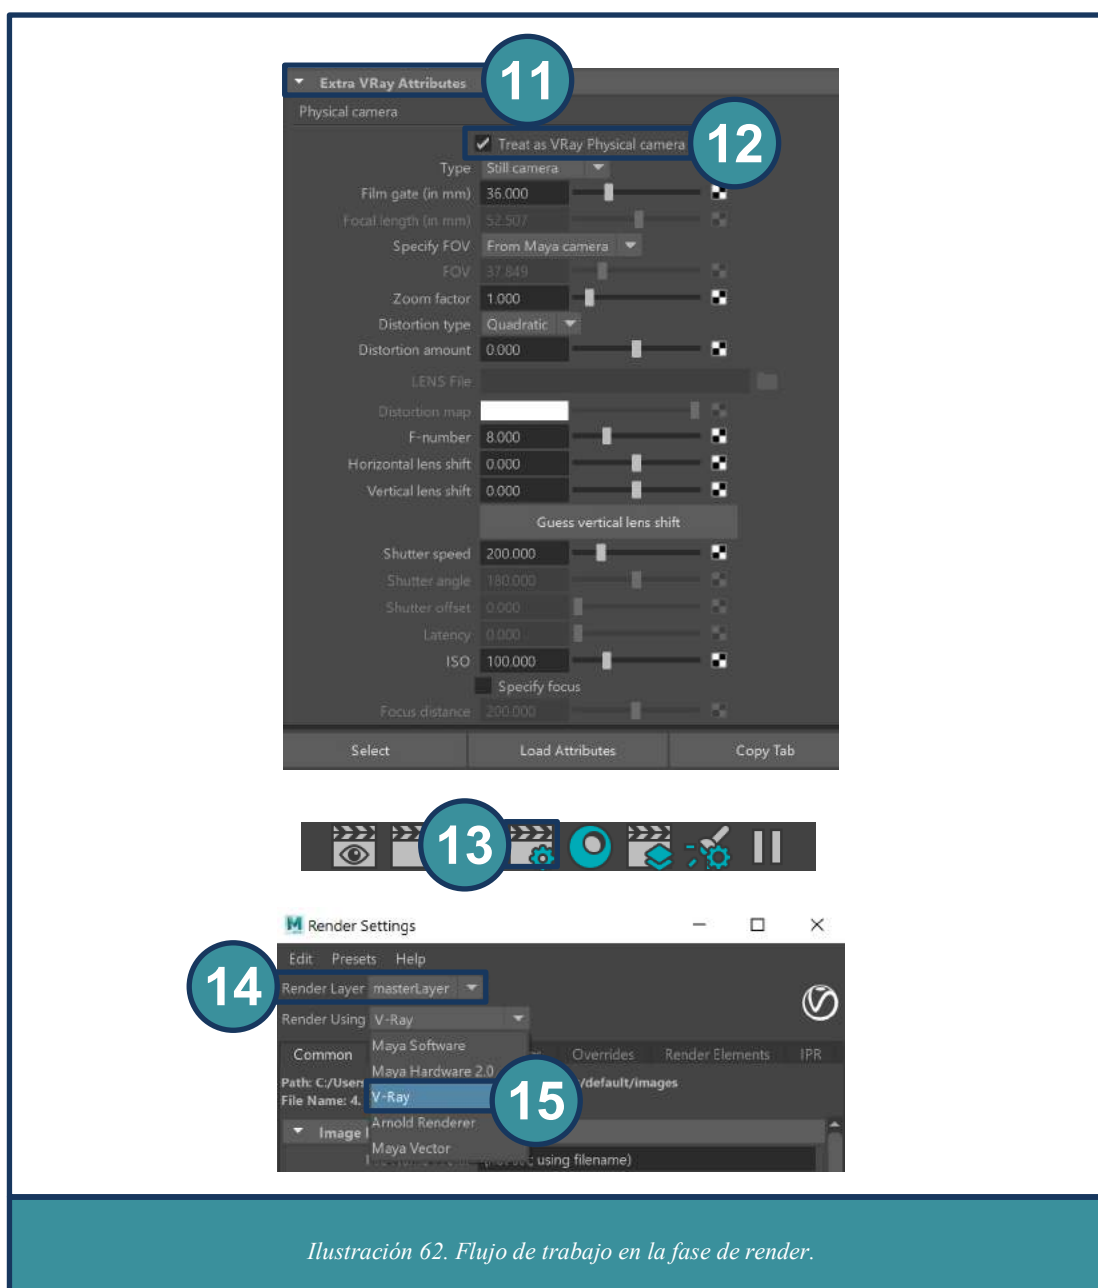 Extra VRay Attributes
11
Physical camera
12
Treat as VRay Physical camera
Type Still camera
Film gate (in mm) 36.000
Focal length (in mm) 52.507
Specify FOV From Maya camera
FOV 37.849
Zoom factor 1.000
Distortion type Quadratic
Distortion amount 0.000
LENS File
Distortion map
F-number 8.000
Horizontal lens shift 0.000
Vertical lens shift 0.000
Guess vertical lens shift
Shutter speed 200.000
Shutter angle 180.000
Shutter offset 0.000
Latency 0.000
ISO 100.000
Specify focus
Focus distance 200.000
Select Load Attributes Copy Tab
13
M Render Settings
Edit Presets Help
14
Render Layer masterLayer
Render Using V-Ray
Maya Software
Common Overrides Render Elements IPR
Maya Hardware 2.0
Path: C:/Users /default/images
V-Ray
15
File Name: 4.
Arnold Renderer
Image
Maya Vector
using filename)
Ilustración 62. Flujo de trabajo en la fase de render.